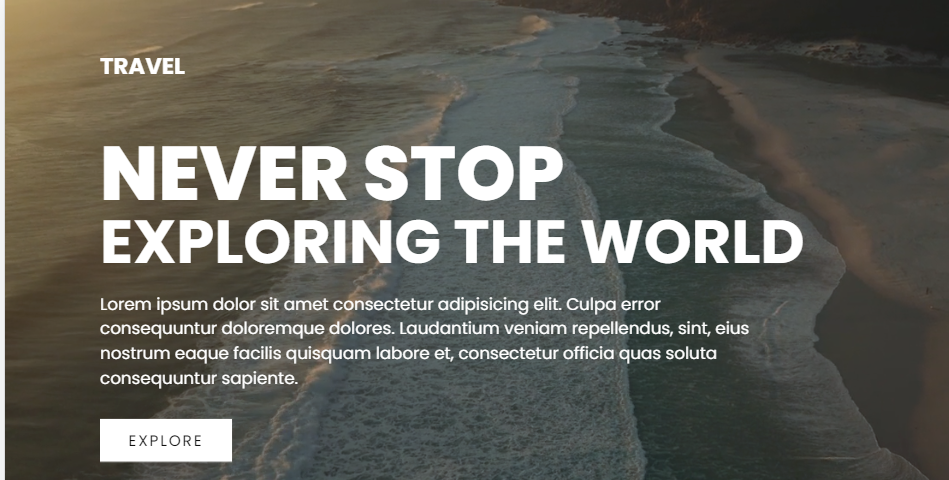 TRAVEL
NEVER STOP
EXPLORING THE WORLD
Lorem ipsum dolor sit amet consectetur adipisicing elit. Culpa error
consequuntur doloremque dolores. Laudantium veniam repellendus, sint, eius
nostrum eaque facilis quisquam labore et, consectetur officia quas soluta
consequuntur sapiente.
EXPLORE